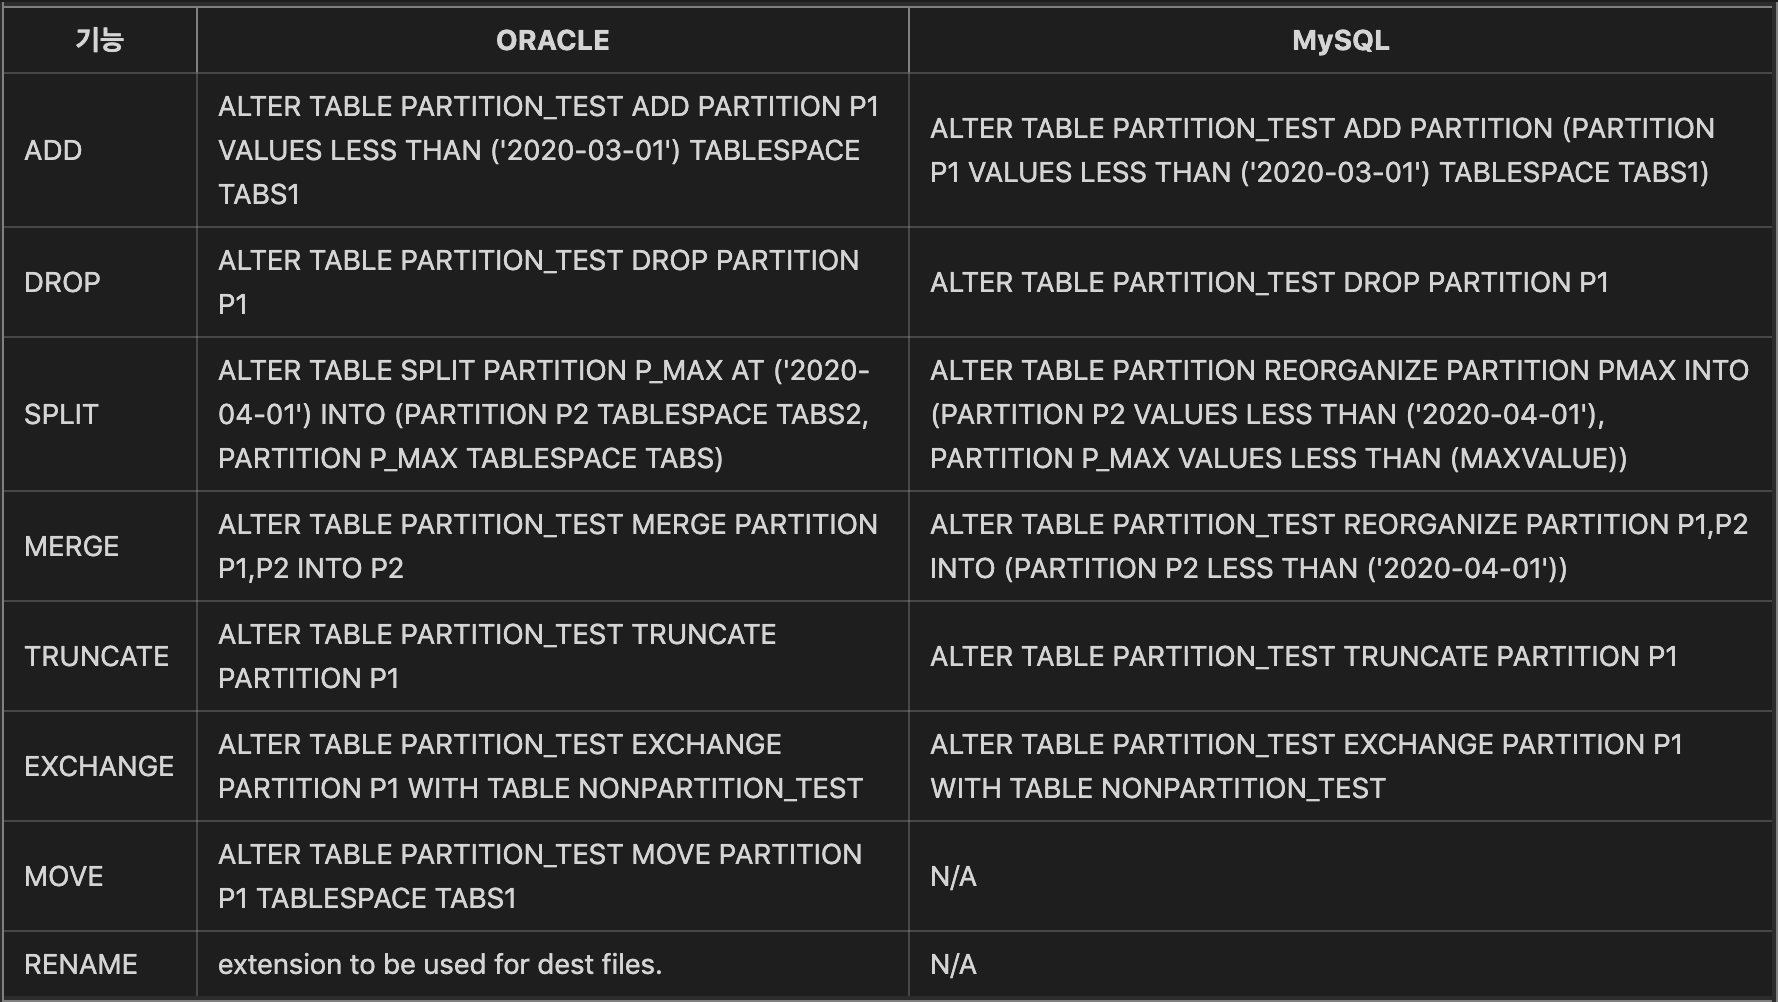 기능
ORACLE
MySQL
ADD
ALTER TABLE PARTITION_TEST ADD PARTITION P1
VALUES LESS THAN ('2020-03-01') TABLESPACE
TABS1
ALTER TABLE PARTITION_TEST ADD PARTITION (PARTITION
P1 VALUES LESS THAN ('2020-03-01') TABLESPACE TABS1)
DROP
ALTER TABLE PARTITION_TEST DROP PARTITION
P1
ALTER TABLE PARTITION_TEST DROP PARTITION P1
SPLIT
ALTER TABLE SPLIT PARTITION P_MAX AT ('2020-
04-01') INTO (PARTITION P2 TABLESPACE TABS2,
PARTITION P_MAX TABLESPACE TABS)
ALTER TABLE PARTITION REORGANIZE PARTITION PMAX INTO
(PARTITION P2 VALUES LESS THAN ('2020-04-01'),
PARTITION P_MAX VALUES LESS THAN (MAXVALUE))
MERGE
ALTER TABLE PARTITION_TEST MERGE PARTITION
P1,P2 INTO P2
ALTER TABLE PARTITION_TEST REORGANIZE PARTITION P1,P2
INTO (PARTITION P2 LESS THAN ('2020-04-01'))
TRUNCATE
ALTER TABLE PARTITION_TEST TRUNCATE
PARTITION P1
ALTER TABLE PARTITION_TEST TRUNCATE PARTITION P1
EXCHANGE
ALTER TABLE PARTITION_TEST EXCHANGE
PARTITION P1 WITH TABLE NONPARTITION_TEST
ALTER TABLE PARTITION_TEST EXCHANGE PARTITION P1
WITH TABLE NONPARTITION_TEST
MOVE
ALTER TABLE PARTITION_TEST MOVE PARTITION
P1 TABLESPACE TABS1
N/A
RENAME
extension to be used for dest files.
N/A